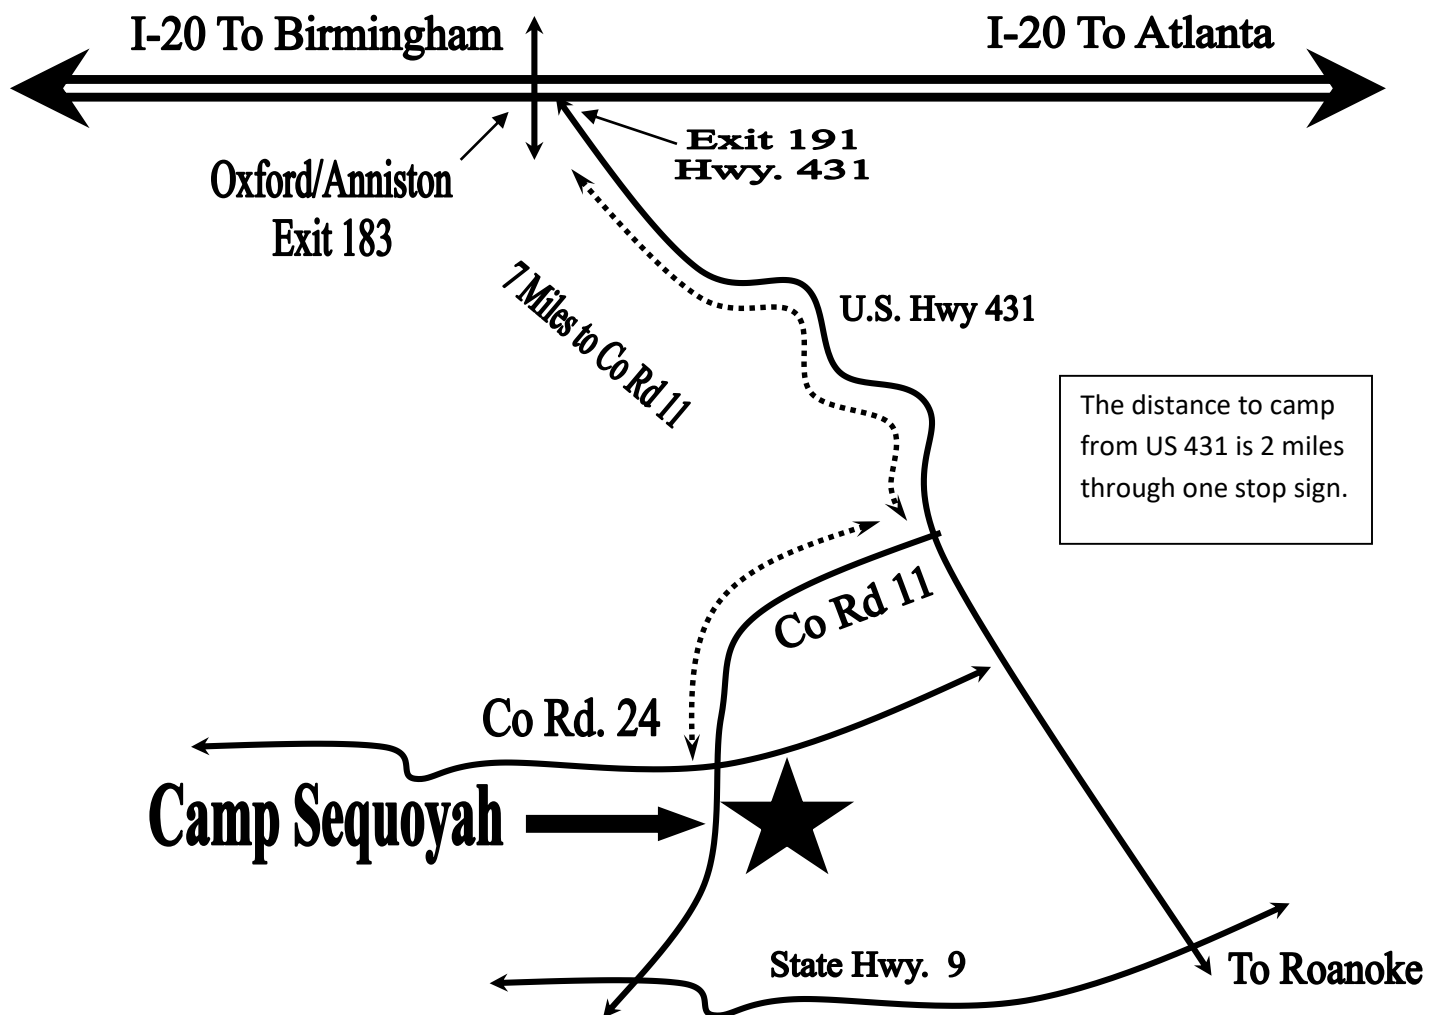 I-20 To Birmingham
I-20 To Atlanta
Exit 191
Hwy. 431
Oxford/Anniston
Exit 183
7 Miles to Co Rd 11
U.S. Hwy 431
The distance to camp
from US 431 is 2 miles
through one stop sign.
Co Rd 11
Co Rd. 24
Camp Sequoyah
State Hwy. 9
To Roanoke